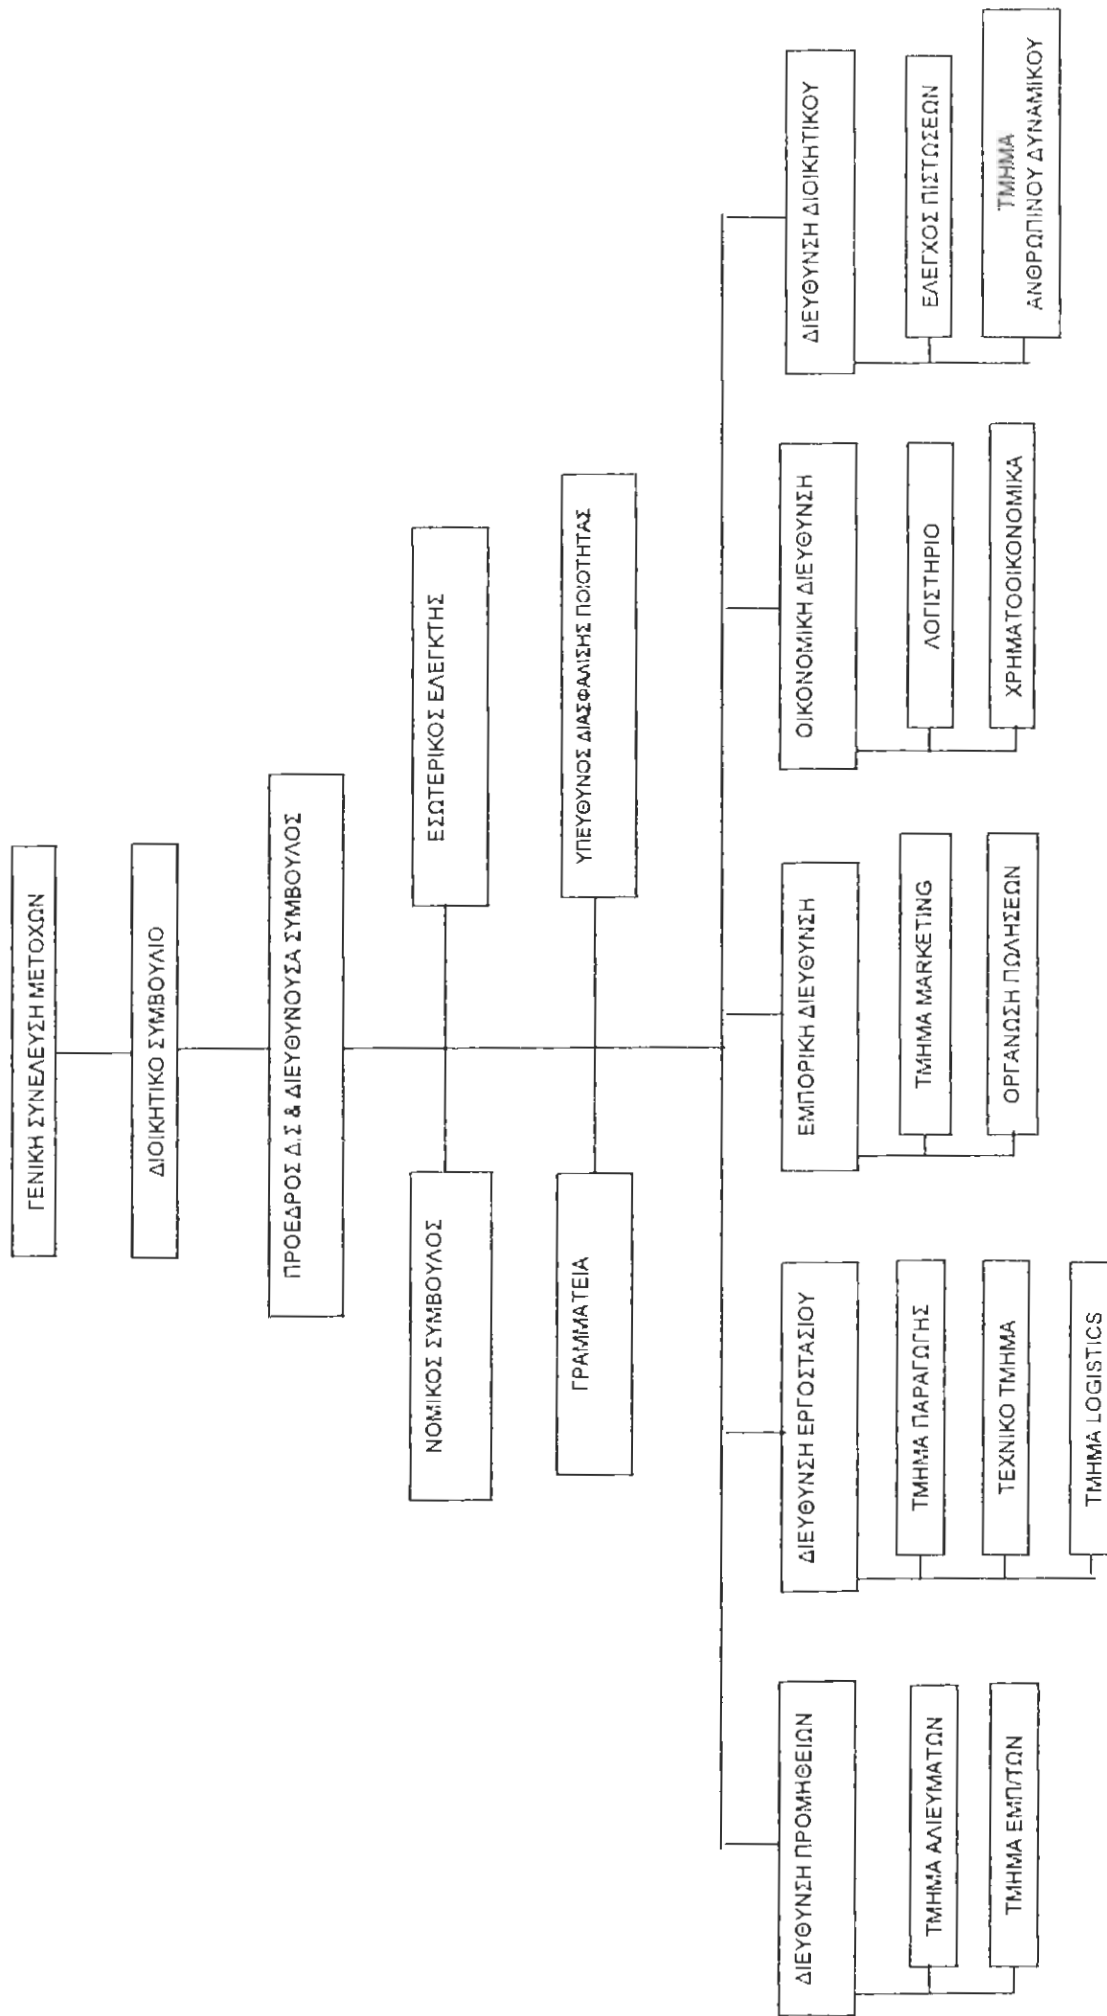 ΓΕΝΙΚΗ ΣΥΝΕΛΕΥΣΗ ΜΕΤΟΧΩΝ
ΔΙΟΙΚΗΤΙΚΟ ΣΥΜΒΟΥΛΙΟ
ΠΡΟΕΔΡΟΣ Δ.Σ & ΔΙΕΥΘΥΝΟΥΣΑ ΣΥΜΒΟΥΛΟΣ
ΝΟΜΙΚΟΣ ΣΥΜΒΟΥΛΟΣ
ΕΣΩΤΕΡΙΚΟΣ ΕΛΕΓΚΤΗΣ
ΓΡΑΜΜΑΤΕΙΑ
ΥΠΕΥΘΥΝΟΣ ΔΙΑΣΦΑΛΙΣΗΣ ΠΟΙΟΤΗΤΑΣ
ΔΙΕΥΘΥΝΣΗ ΠΡΟΜΗΘΕΙΩΝ
ΤΜΗΜΑ ΑΛΙΕΥΜΑΤΩΝ
ΤΜΗΜΑ ΕΜΠ/ΤΩΝ
ΔΙΕΥΘΥΝΣΗ ΕΡΓΟΣΤΑΣΙΟΥ
ΤΜΗΜΑ ΠΑΡΑΓΩΓΗΣ
ΤΕΧΝΙΚΟ ΤΜΗΜΑ
ΤΜΗΜΑ LOGISTICS
ΕΜΠΟΡΙΚΗ ΔΙΕΥΘΥΝΣΗ
ΤΜΗΜΑ MARKETING
ΟΡΓΑΝΩΣΗ ΠΩΛΗΣΕΩΝ
ΟΙΚΟΝΟΜΙΚΗ ΔΙΕΥΘΥΝΣΗ
ΛΟΓΙΣΤΗΡΙΟ
ΧΡΗΜΑΤΟΟΙΚΟΝΟΜΙΚΑ
ΔΙΕΥΘΥΝΣΗ ΔΙΟΙΚΗΤΙΚΟΥ
ΕΛΕΓΧΟΣ ΠΙΣΤΩΣΕΩΝ
ΤΜΗΜΑ
ΑΝΘΡΩΠΙΝΟΥ ΔΥΝΑΜΙΚΟΥ